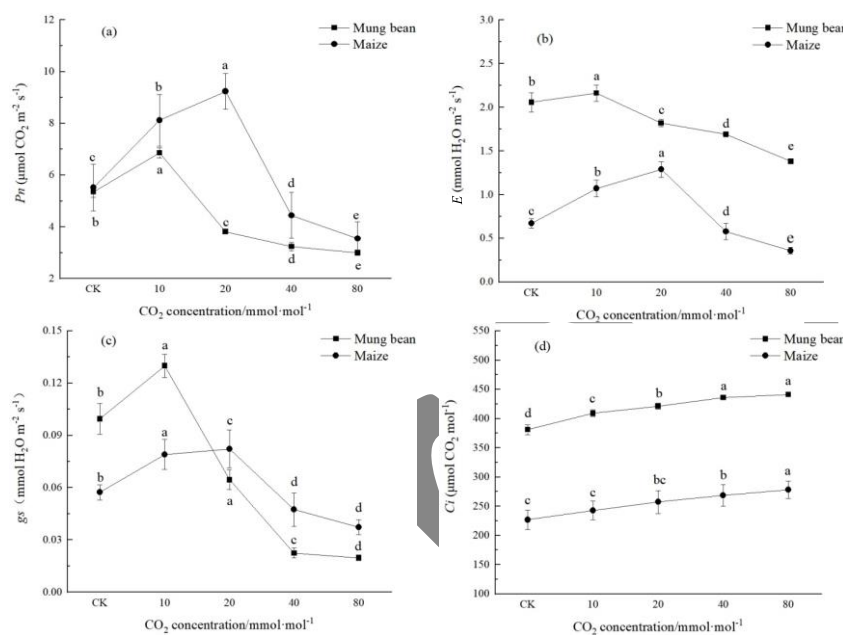 (a)
Mung bean
Maize
12
10
8
6
4
2
Pn (μmol CO₂ m⁻² s⁻¹)
c
b
a
d
e
b
a
c
d
e
CK 10 20 40 80
CO₂ concentration/mmol·mol⁻¹
(b)
Mung bean
Maize
3.0
2.5
2.0
1.5
1.0
0.5
0.0
E (mmol H₂O m⁻² s⁻¹)
b
a
c
d
e
c
b
a
d
e
CK 10 20 40 80
CO₂ concentration/mmol·mol⁻¹
(c)
Mung bean
Maize
0.15
0.12
0.09
0.06
0.03
0.00
gs (mmol H₂O m⁻² s⁻¹)
b
a
c
d
d
b
a
a
c
d
CK 10 20 40 80
CO₂ concentration/mmol·mol⁻¹
(d)
Mung bean
Maize
550
500
450
400
350
300
250
200
150
100
Ci (μmol CO₂ mol⁻¹)
d
c
b
a
a
c
c
bc
b
a
CK 10 20 40 80
CO₂ concentration/mmol·mol⁻¹